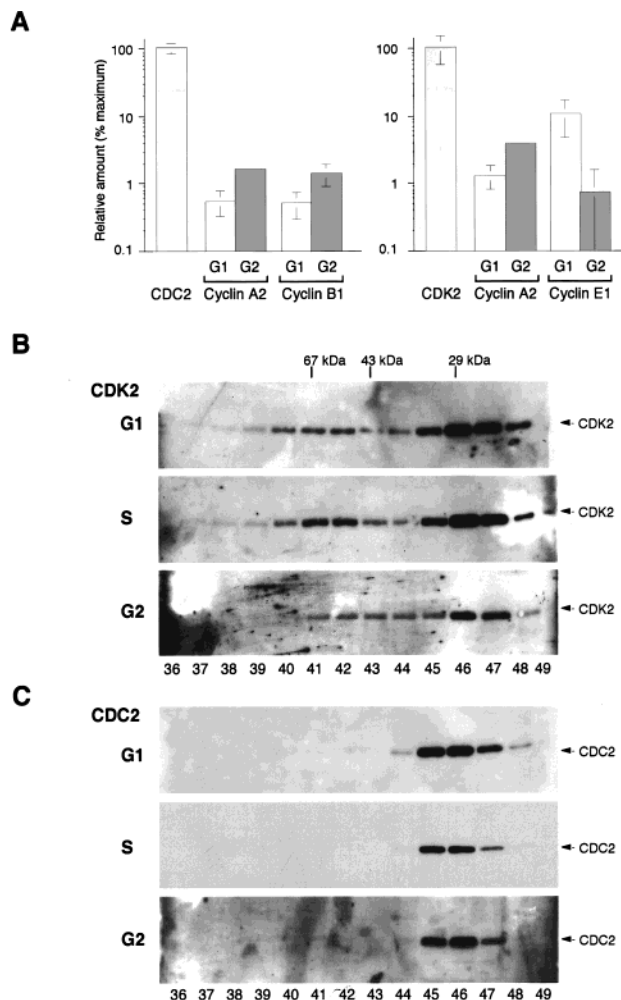 A
Relative amount (% maximum)
100
10
1
0.1
100
10
1
0.1
G1 G2 G1 G2
CDC2 Cyclin A2 Cyclin B1
G1 G2 G1 G2
CDK2 Cyclin A2 Cyclin E1
B
67 kDa 43 kDa 29 kDa
CDK2
G1
CDK2
S
CDK2
G2
CDK2
36 37 38 39 40 41 42 43 44 45 46 47 48 49
C
CDC2
G1
CDC2
S
CDC2
G2
CDC2
36 37 38 39 40 41 42 43 44 45 46 47 48 49